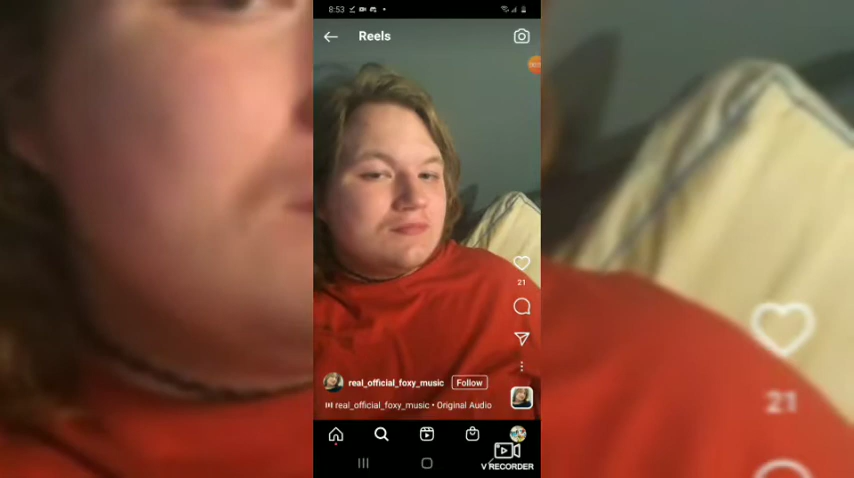 8:53
Reels
21
real_official_foxy_music Follow
real_official_foxy_music • Original Audio
V RECORDER
21